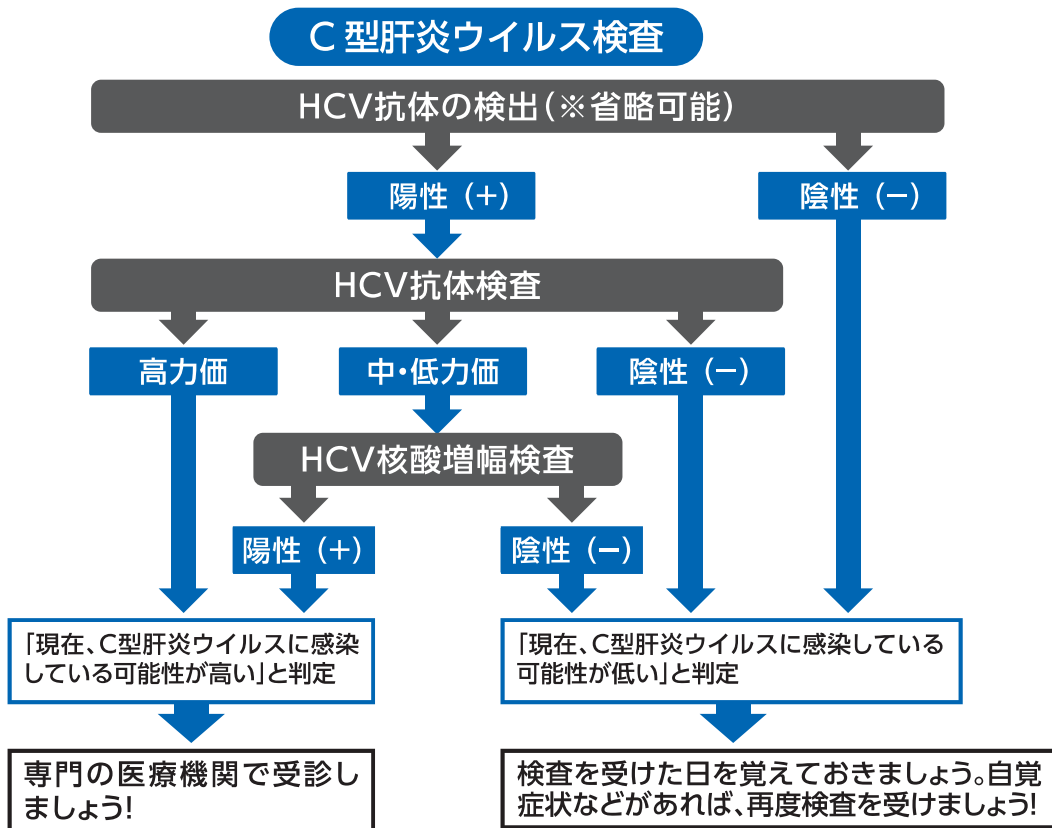 C型肝炎ウイルス検査
HCV抗体の検出(※省略可能)
陽性(+)
陰性(−)
HCV抗体検査
高力価
中・低力価
陰性(−)
HCV核酸増幅検査
陽性(+)
陰性(−)
「現在、C型肝炎ウイルスに感染
している可能性が高い」と判定
「現在、C型肝炎ウイルスに感染している
可能性が低い」と判定
専門の医療機関で受診し
ましょう!
検査を受けた日を覚えておきましょう。自覚
症状などがあれば、再度検査を受けましょう!